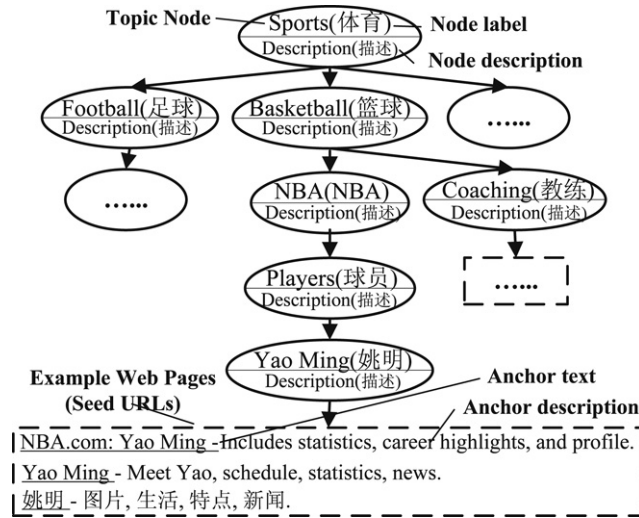 Topic Node
Sports(体育)
Node label
Description(描述)
Node description
Football(足球)
Description(描述)
Basketball(篮球)
Description(描述)
…...
…...
NBA(NBA)
Description(描述)
Coaching(教练)
Description(描述)
Players(球员)
Description(描述)
…...
Yao Ming(姚明)
Description(描述)
Example Web Pages
(Seed URLs)
Anchor text
Anchor description
NBA.com: Yao Ming -Includes statistics, career highlights, and profile.
Yao Ming - Meet Yao, schedule, statistics, news.
姚明 - 图片, 生活, 特点, 新闻.